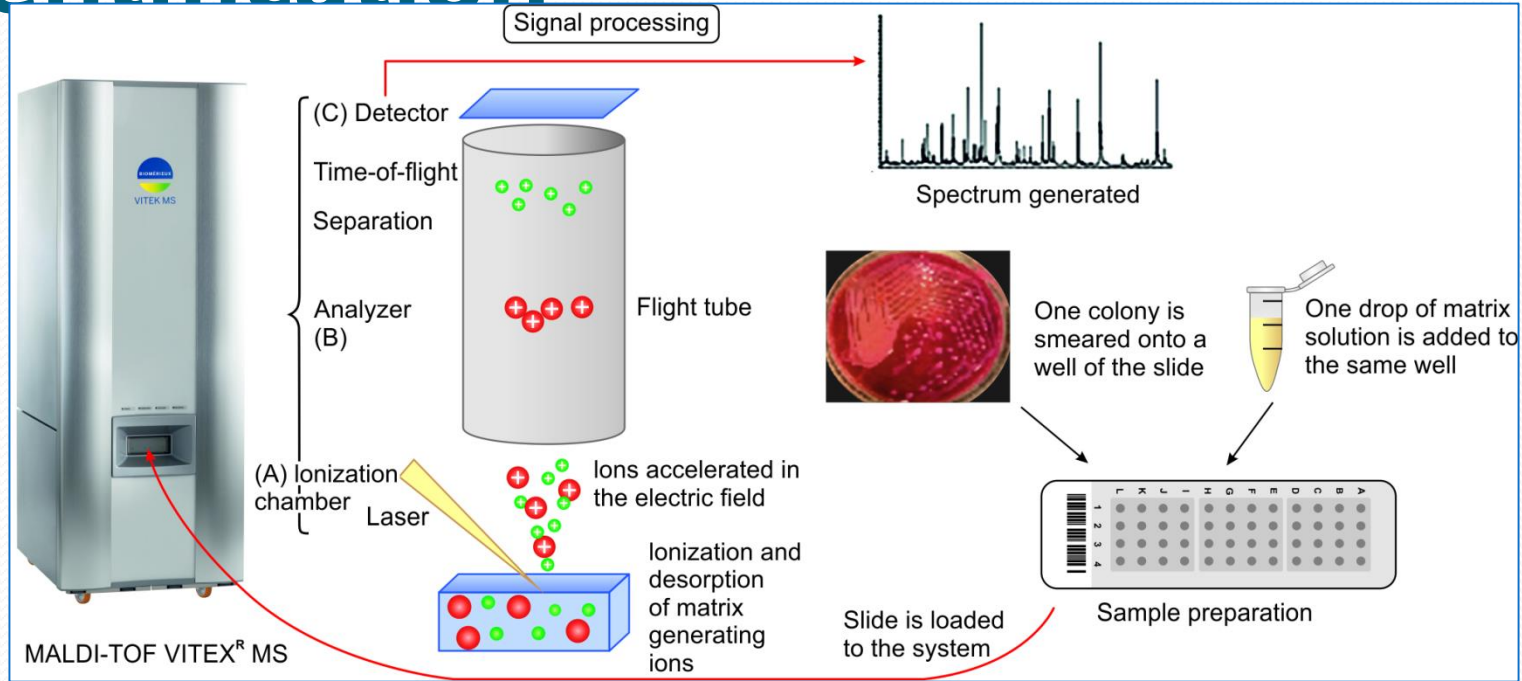 Signal processing
(C) Detector
Time-of-flight
Separation
Analyzer
(B)
Flight tube
(A) Ionization
chamber
Laser
Ions accelerated in
the electric field
Ionization and
desorption
of matrix
generating
ions
BIOMÉRIEUX
VITEK MS
MALDI-TOF VITEX^R MS
Spectrum generated
One colony is
smeared onto a
well of the slide
One drop of matrix
solution is added to
the same well
L K J I H G F E D C B A
1
2
3
4
Sample preparation
Slide is loaded
to the system